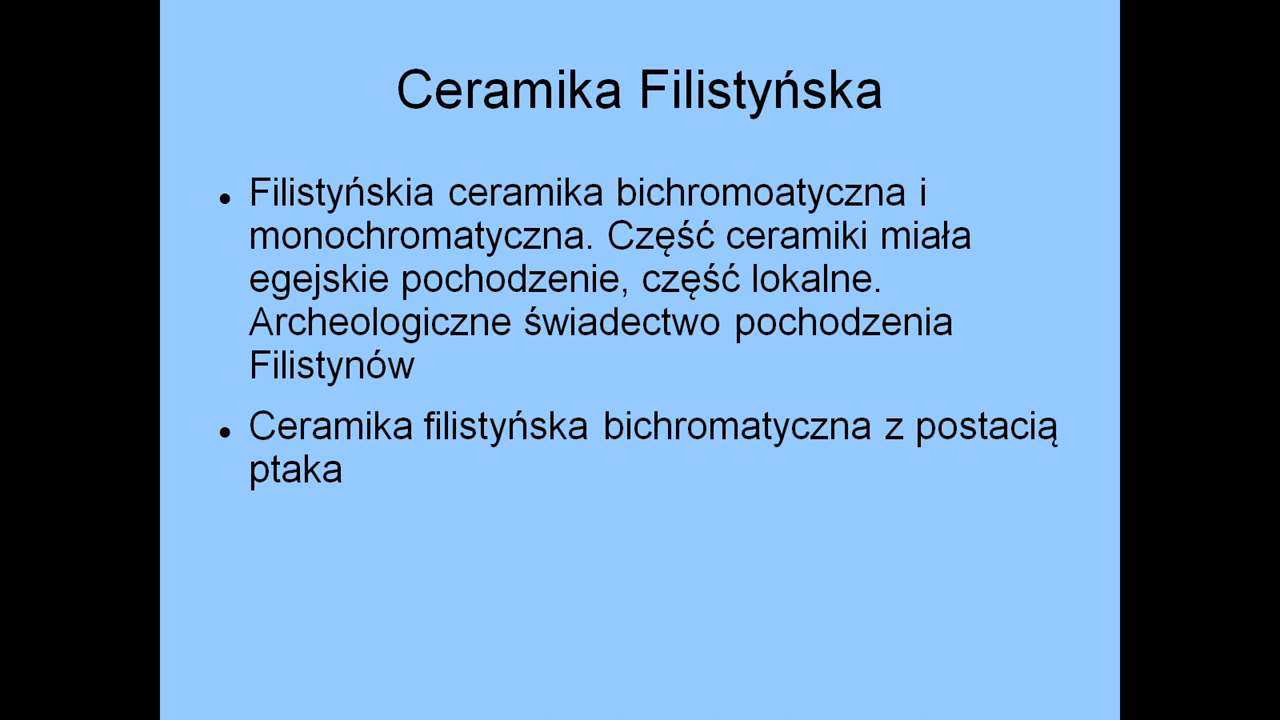 Ceramika Filistyńska
Filistyńskia ceramika bichromoatyczna i
monochromatyczna. Część ceramiki miała
egejskie pochodzenie, część lokalne.
Archeologiczne świadectwo pochodzenia
Filistynów
Ceramika filistyńska bichromatyczna z postacią
ptaka